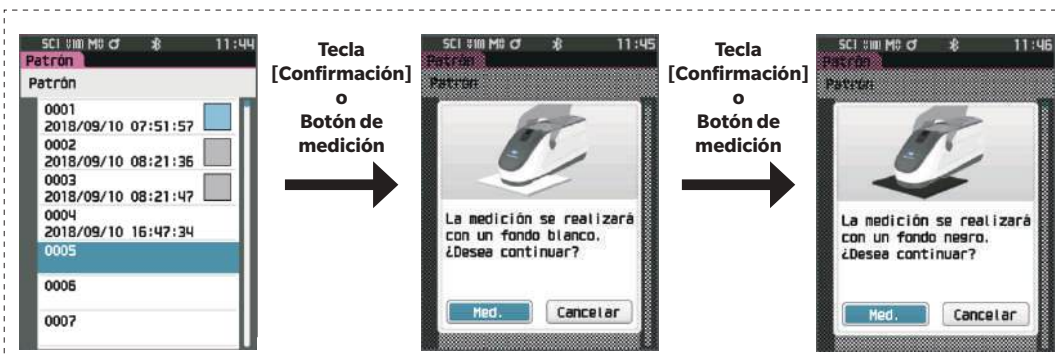 SCI MØ 11:44
Patrón
Patrón
0001
2018/09/10 07:51:57
0002
2018/09/10 08:21:36
0003
2018/09/10 08:21:47
0004
2018/09/10 16:47:34
0005
0006
0007
Tecla
[Confirmación]
o
Botón de
medición
SCI MØ 11:45
Patrón
Patrón
La medición se realizará
con un fondo blanco.
¿Desea continuar?
Med. Cancelar
Tecla
[Confirmación]
o
Botón de
medición
SCI MØ 11:46
Patrón
Patrón
La medición se realizará
con un fondo negro.
¿Desea continuar?
Med. Cancelar